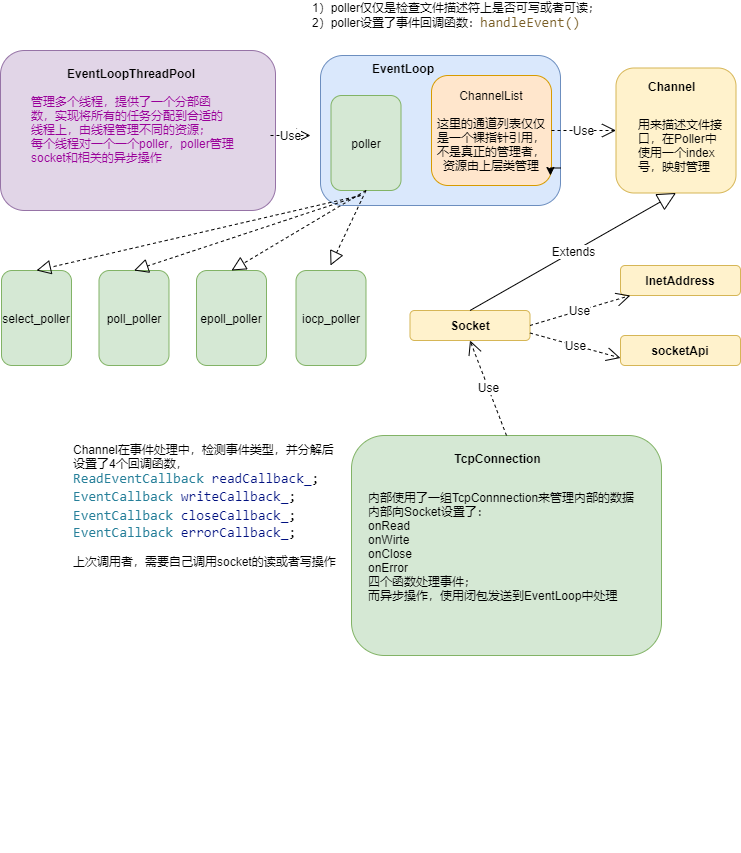 1）poller仅仅是检查文件描述符上是否可写或者可读；
2）poller设置了事件回调函数：handleEvent()
EventLoopThreadPool
管理多个线程，提供了一个分部函
数，实现将所有的任务分配到合适的
线程上，由线程管理不同的资源；
每个线程对一个一个poller，poller管理
socket和相关的异步操作
Use
EventLoop
poller
ChannelList
这里的通道列表仅仅
是一个裸指针引用，
不是真正的管理者，
资源由上层类管理
Use
Channel
用来描述文件接
口，在Poller中
使用一个index
号，映射管理
select_poller
poll_poller
epoll_poller
iocp_poller
Extends
Socket
Use
InetAddress
Use
socketApi
Use
Channel在事件处理中，检测事件类型，并分解后
设置了4个回调函数，
ReadEventCallback readCallback_;
EventCallback writeCallback_;
EventCallback closeCallback_;
EventCallback errorCallback_;
上次调用者，需要自己调用socket的读或者写操作
TcpConnection
内部使用了一组TcpConnnection来管理内部的数据
内部向Socket设置了：
onRead
onWirte
onClose
onError
四个函数处理事件；
而异步操作，使用闭包发送到EventLoop中处理